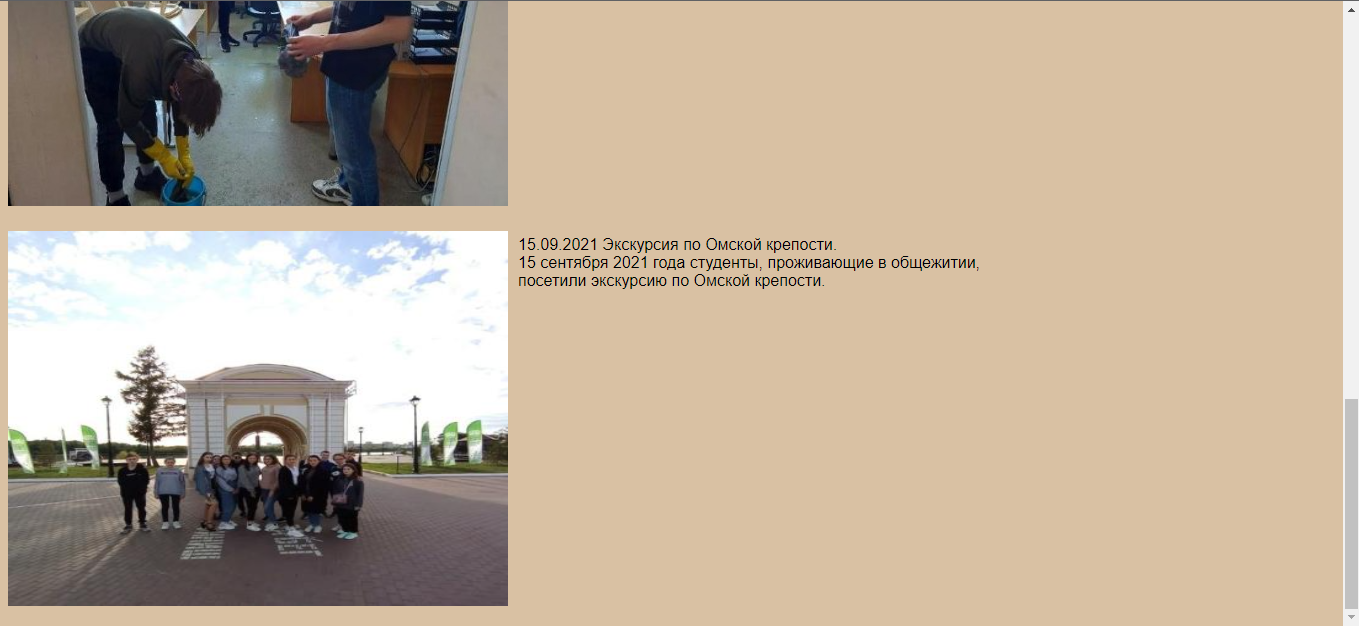 15.09.2021 Экскурсия по Омской крепости.
15 сентября 2021 года студенты, проживающие в общежитии,
посетили экскурсию по Омской крепости.